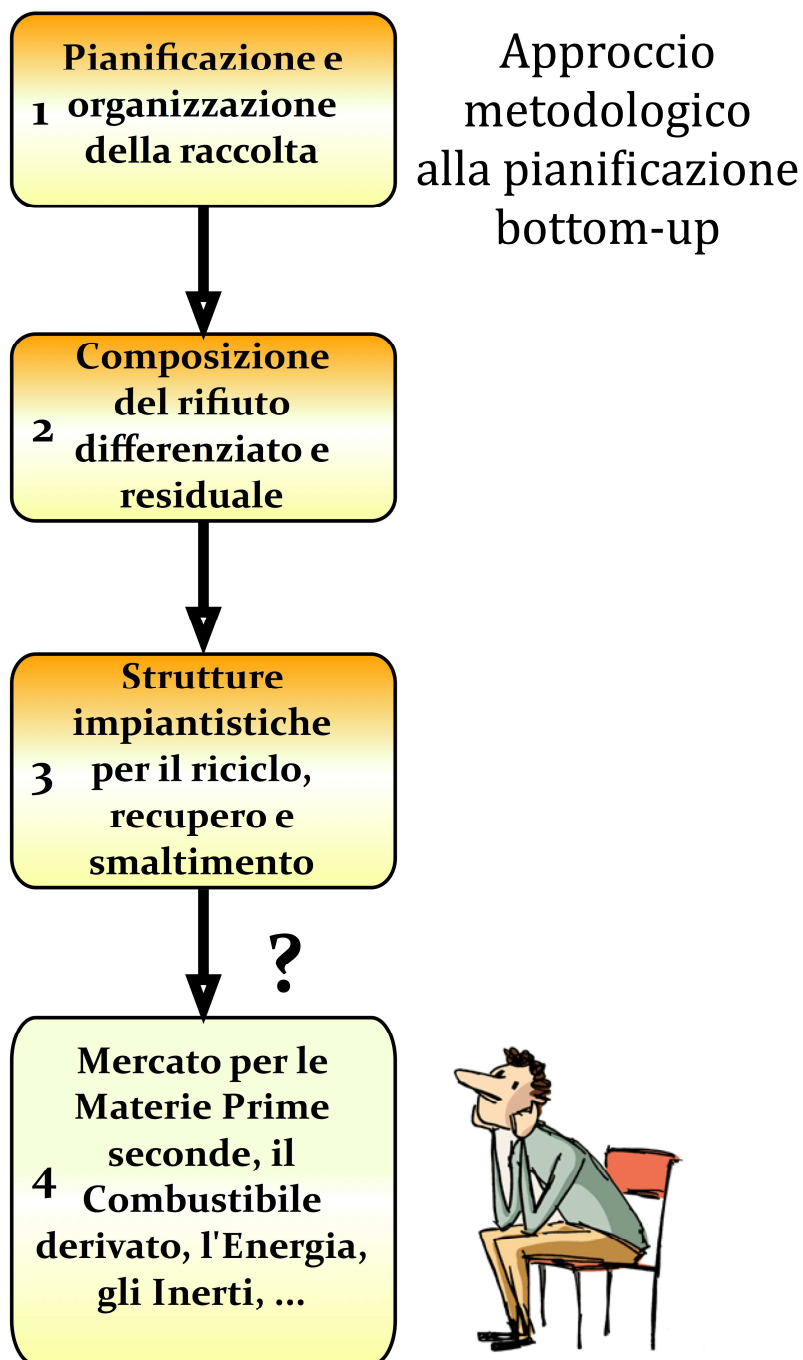 Pianificazione e
1 organizzazione
della raccolta
Approccio
metodologico
alla pianificazione
bottom-up
Composizione
del rifiuto
2 differenziato e
residuale
Strutture
impiantistiche
3 per il riciclo,
recupero e
smaltimento
?
Mercato per le
Materie Prime
seconde, il
4 Combustibile
derivato, l'Energia,
gli Inerti, ...